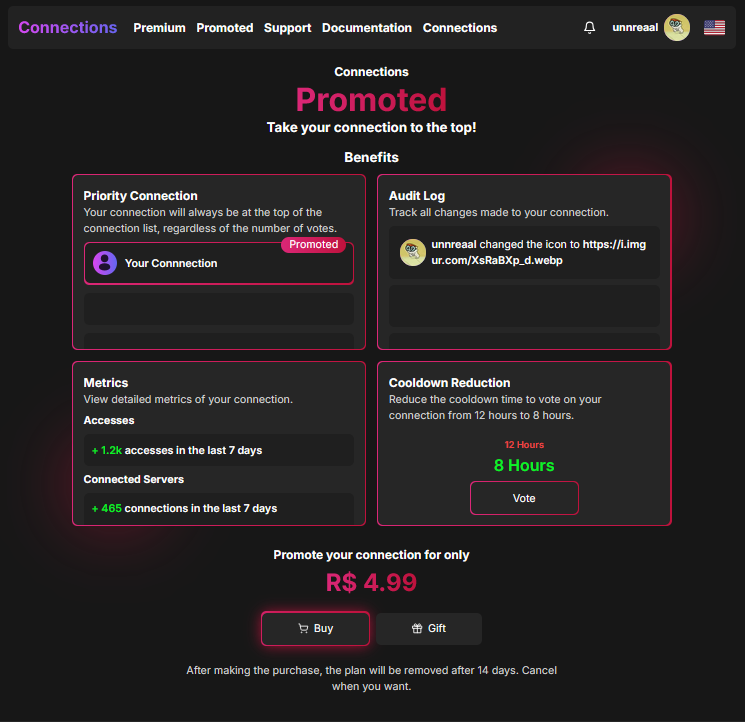 Connections Premium Promoted Support Documentation Connections unnreaal
Connections
Promoted
Take your connection to the top!
Benefits
Priority Connection
Your connection will always be at the top of the
connection list, regardless of the number of votes.
Promoted
Your Connnection
Audit Log
Track all changes made to your connection.
unnreaal changed the icon to https://i.img
ur.com/XsRaBXp_d.webp
Metrics
View detailed metrics of your connection.
Accesses
+ 1.2k accesses in the last 7 days
Connected Servers
+ 465 connections in the last 7 days
Cooldown Reduction
Reduce the cooldown time to vote on your
connection from 12 hours to 8 hours.
12 Hours
8 Hours
Vote
Promote your connection for only
R$ 4.99
Buy Gift
After making the purchase, the plan will be removed after 14 days. Cancel
when you want.